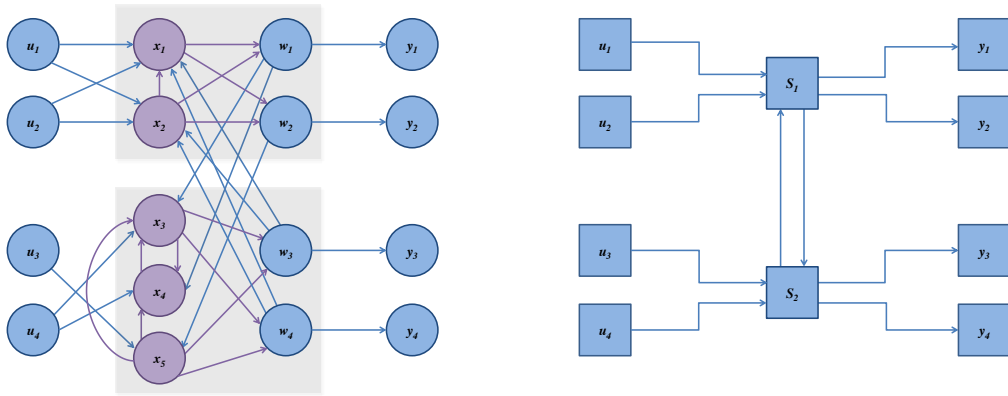 u1 x1 w1 y1
u2 x2 w2 y2
u3 x3 w3 y3
u4 x4 w4 y4
x5
u1 S1 y1
u2 y2
u3 S2 y3
u4 y4